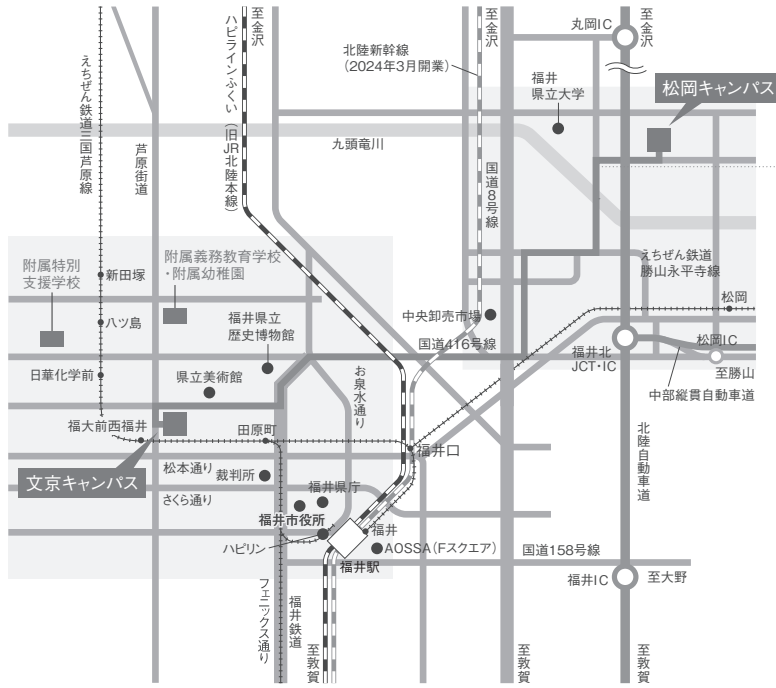 丸岡IC
至金沢
至金沢
至金沢
ハピラインふくい(旧JR北陸本線)
えちぜん鉄道三国芦原線
芦原街道
北陸新幹線
(2024年3月開業)
福井
県立大学
松岡キャンパス
九頭竜川
国道8号線
えちぜん鉄道
勝山永平寺線
松岡
附属特別
支援学校
附属義務教育学校
・附属幼稚園
新田塚
八ツ島
福井県立
歴史博物館
中央卸売市場
国道416号線
松岡IC
福井北
JCT・IC
至勝山
中部縦貫自動車道
日華化学前
県立美術館
お泉水通り
福大前西福井
田原町
福井口
北陸自動車道
文京キャンパス
松本通り
裁判所
さくら通り
福井県庁
福井市役所
福井
ハピリン
福井駅
AOSSA(Fスクエア)
国道158号線
福井IC
至大野
フェニックス通り
福井鉄道
至敦賀
至敦賀
至敦賀